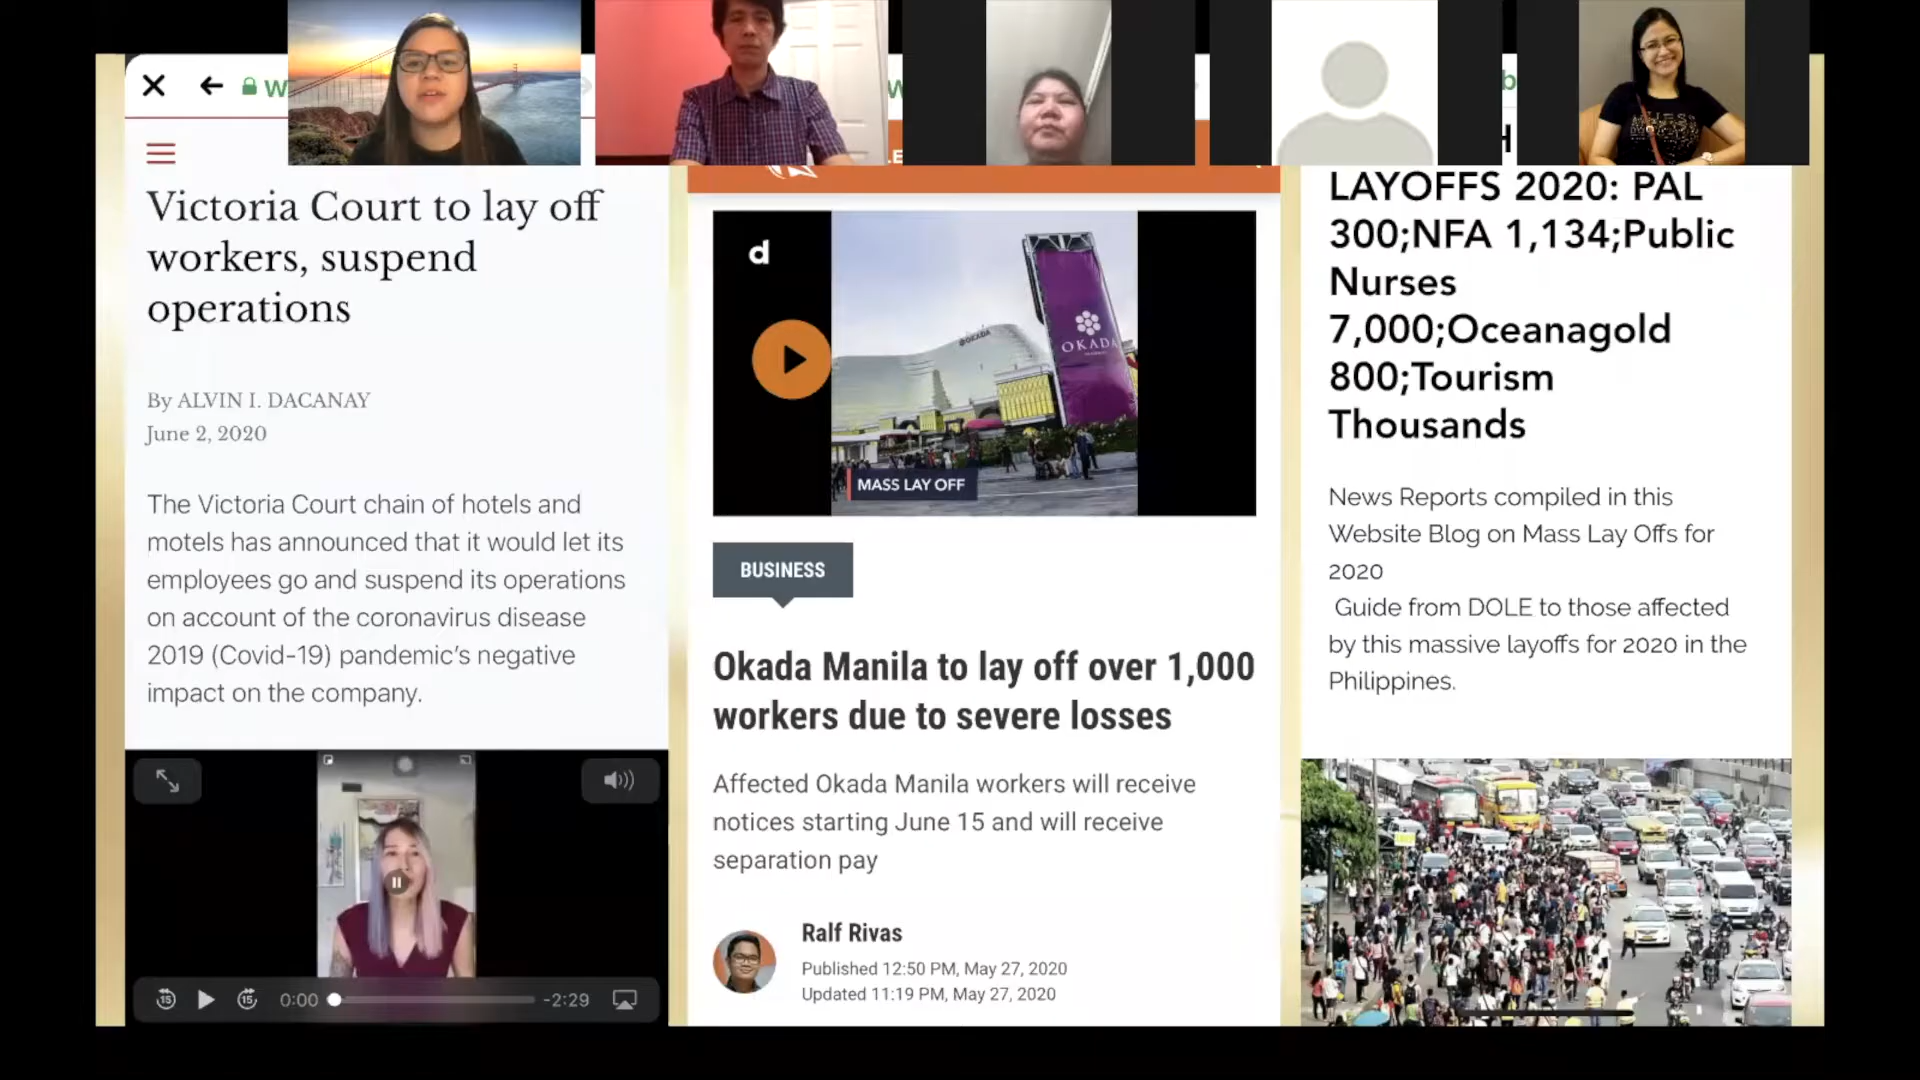 Victoria Court to lay off
workers, suspend
operations
By ALVIN I. DACANAY
June 2, 2020
The Victoria Court chain of hotels and
motels has announced that it would let its
employees go and suspend its operations
on account of the coronavirus disease
2019 (Covid-19) pandemic's negative
impact on the company.
15
15
0:00
-2:29
d
OKADA
OKADA
MASS LAY OFF
BUSINESS
Okada Manila to lay off over 1,000
workers due to severe losses
Affected Okada Manila workers will receive
notices starting June 15 and will receive
separation pay
Ralf Rivas
Published 12:50 PM, May 27, 2020
Updated 11:19 PM, May 27, 2020
LAYOFFS 2020: PAL
300;NFA 1,134;Public
Nurses
7,000;Oceanagold
800;Tourism
Thousands
News Reports compiled in this
Website Blog on Mass Lay Offs for
2020
Guide from DOLE to those affected
by this massive layoffs for 2020 in the
Philippines.